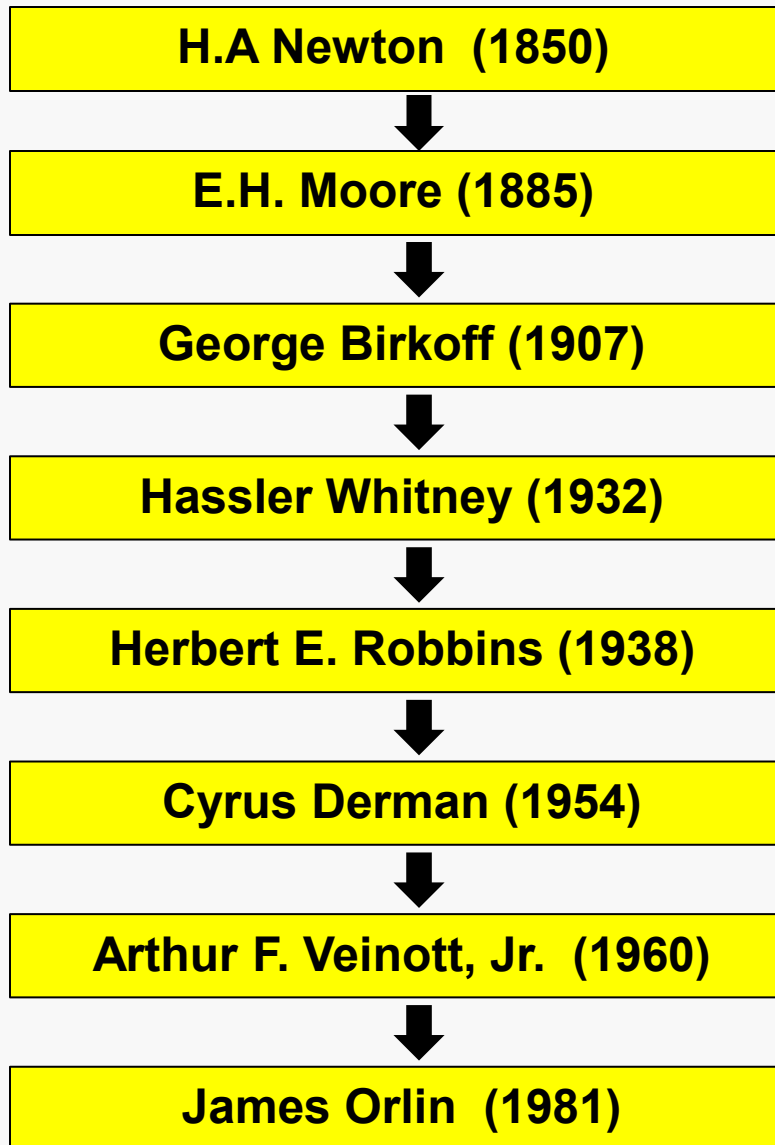 H.A Newton (1850)
E.H. Moore (1885)
George Birkoff (1907)
Hassler Whitney (1932)
Herbert E. Robbins (1938)
Cyrus Derman (1954)
Arthur F. Veinott, Jr. (1960)
James Orlin (1981)